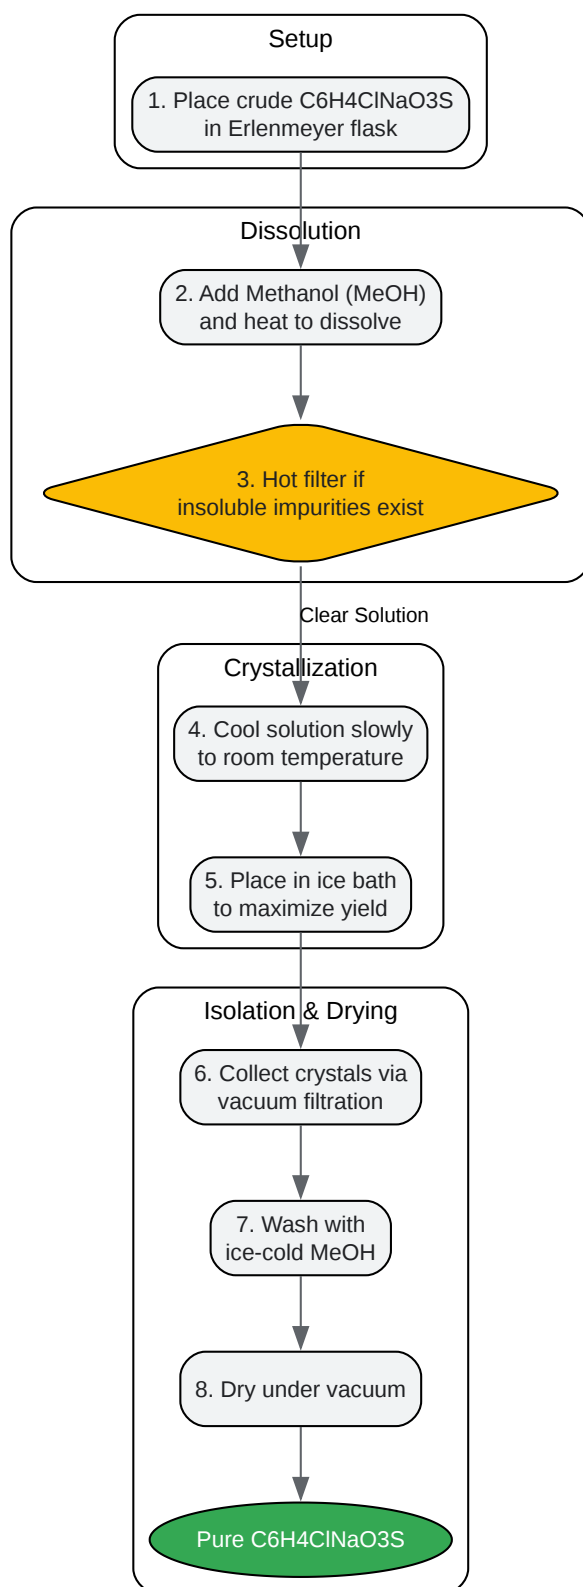 Setup
1. Place crude C6H4ClNaO3S
in Erlenmeyer flask
Dissolution
2. Add Methanol (MeOH)
and heat to dissolve
3. Hot filter if
insoluble impurities exist
Clear Solution
Crystallization
4. Cool solution slowly
to room temperature
5. Place in ice bath
to maximize yield
Isolation & Drying
6. Collect crystals via
vacuum filtration
7. Wash with
ice-cold MeOH
8. Dry under vacuum
Pure C6H4ClNaO3S